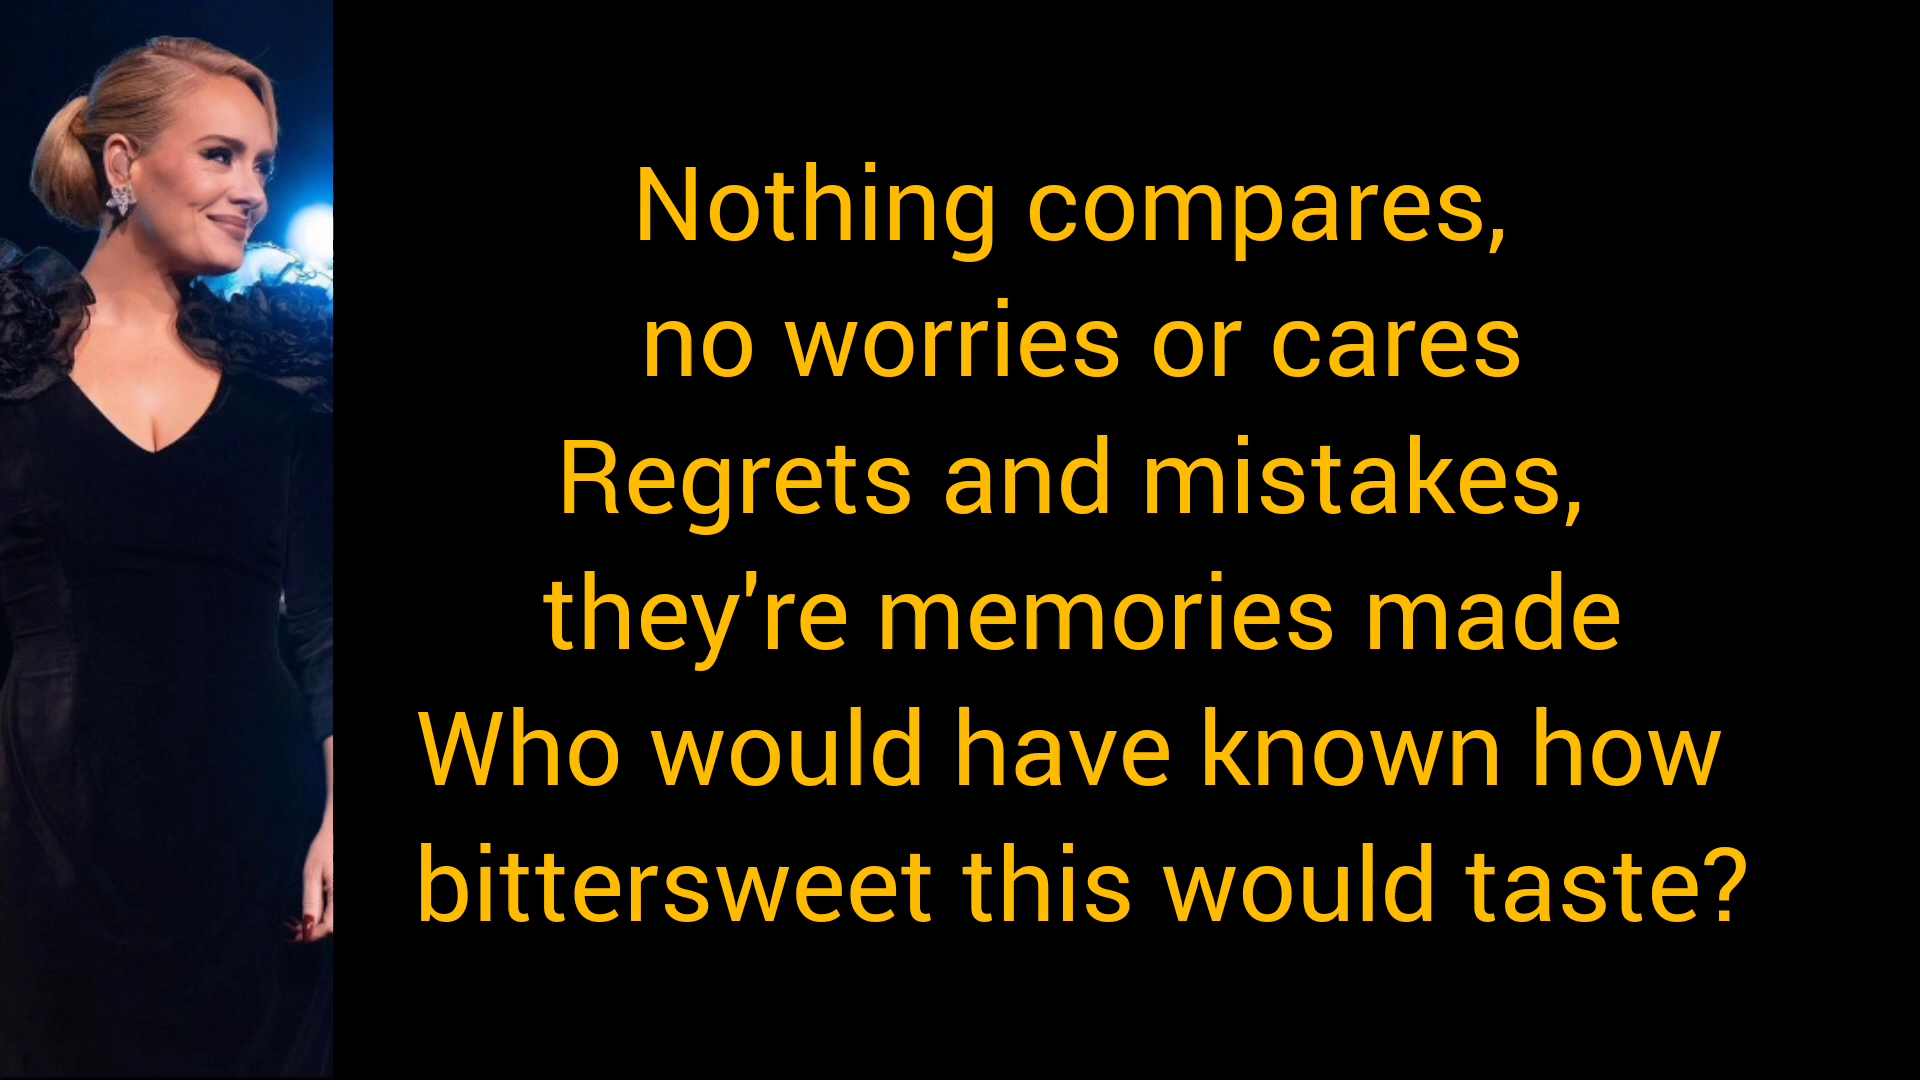 Nothing compares,
no worries or cares
Regrets and mistakes,
they're memories made
Who would have known how
bittersweet this would taste?